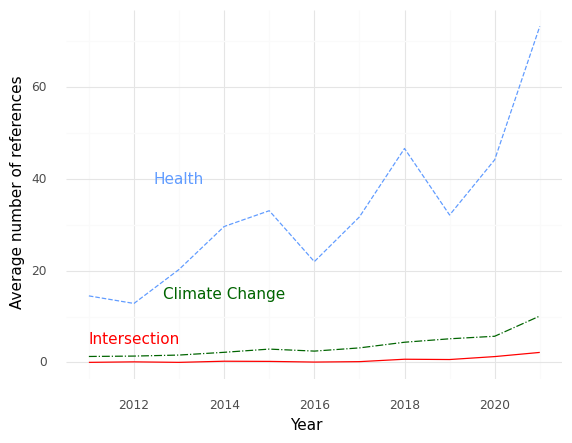 Average number of references
60
40
20
0
Health
Climate Change
Intersection
2012 2014 2016 2018 2020
Year